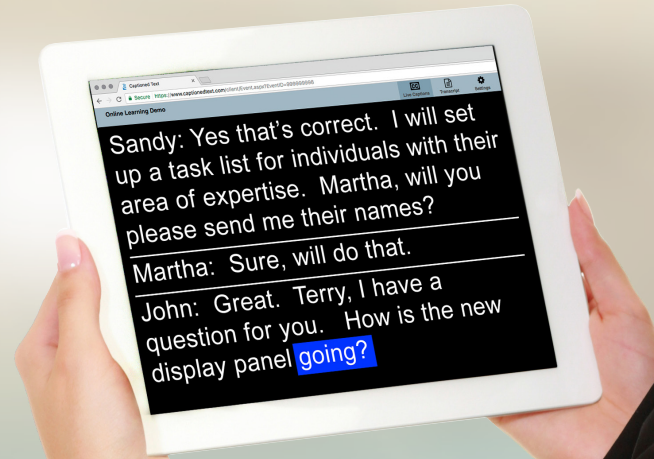 Captioned Text
Secure https://www.captionedtext.com/client/Event.aspx?EventID=
Online Learning Demo
Live Captions
Transcript
Settings
Sandy: Yes that's correct. I will set
up a task list for individuals with their
area of expertise. Martha, will you
please send me their names?
Martha: Sure, will do that.
John: Great. Terry, I have a
question for you. How is the new
display panel going?